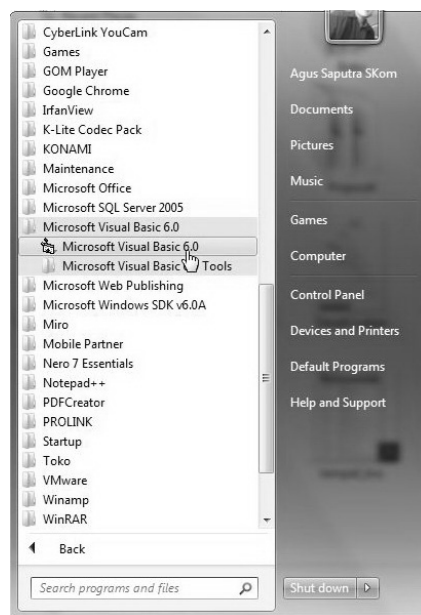 CyberLink YouCam
Games
GOM Player
Google Chrome
IrfanView
K-Lite Codec Pack
KONAMI
Maintenance
Microsoft Office
Microsoft SQL Server 2005
Microsoft Visual Basic 6.0
Microsoft Visual Basic 6.0
Microsoft Visual Basic Tools
Microsoft Web Publishing
Microsoft Windows SDK v6.0A
Miro
Mobile Partner
Nero 7 Essentials
Notepad++
PDFCreator
PROLINK
Startup
Toko
VMware
Winamp
WinRAR
Back
Search programs and files
Agus Saputra SKom
Documents
Pictures
Music
Games
Computer
Control Panel
Devices and Printers
Default Programs
Help and Support
Shut down